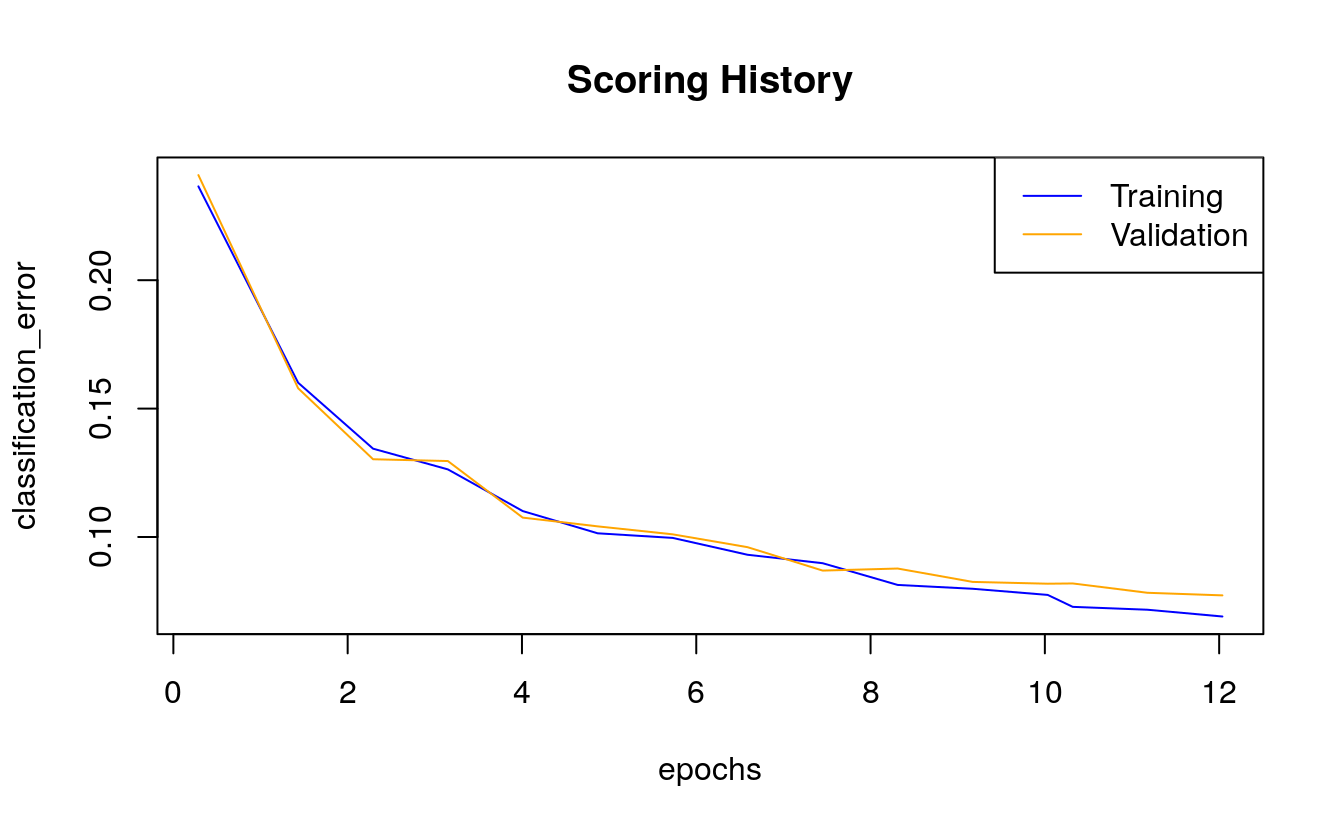 Scoring History
Training
Validation
classification_error
0.20
0.15
0.10
0 2 4 6 8 10 12
epochs